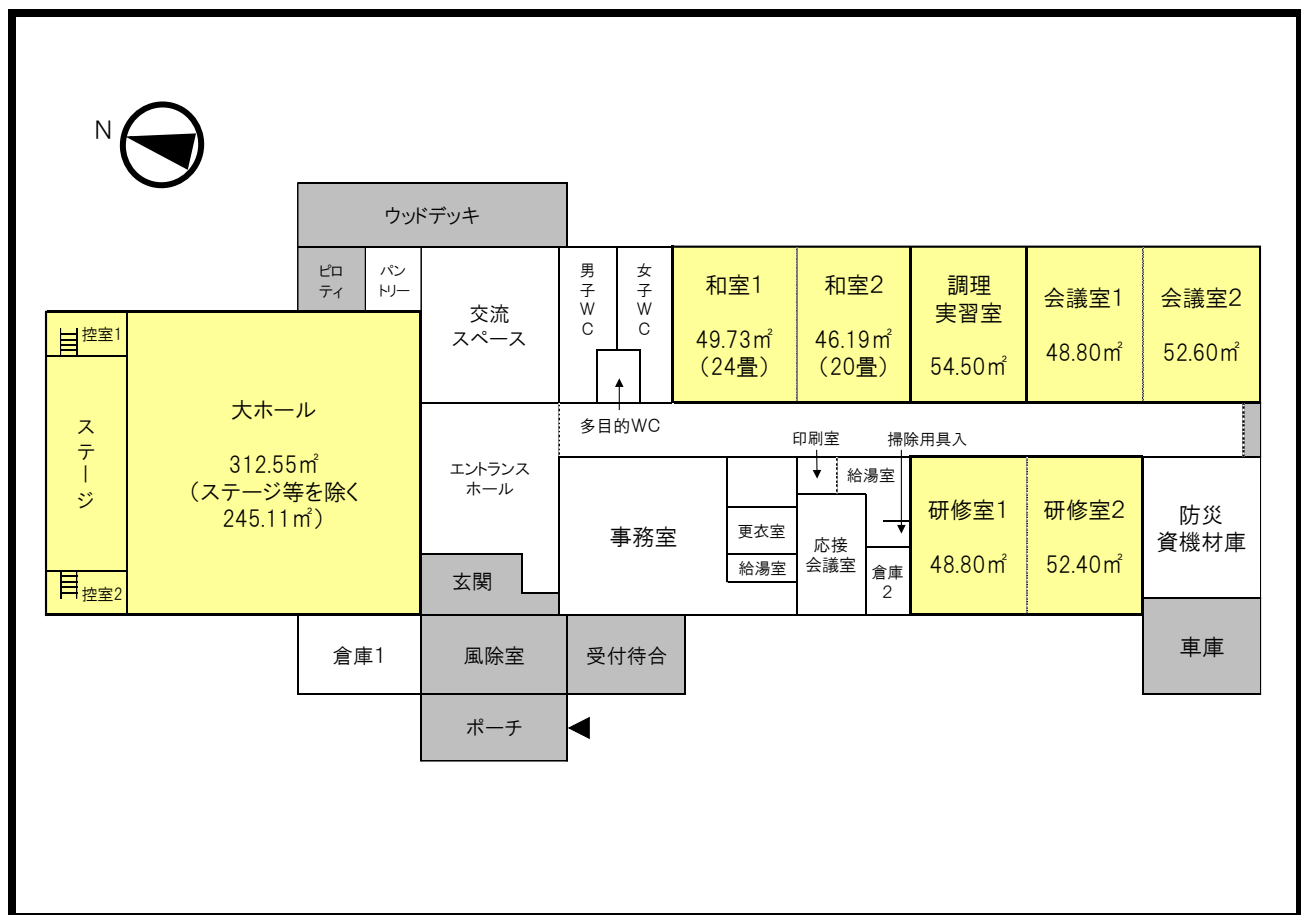 N
ウッドデッキ
ピロ
ティ
パン
トリー
交流
スペース
男子WC
女子WC
和室1
49.73㎡
(24畳)
和室2
46.19㎡
(20畳)
調理
実習室
54.50㎡
会議室1
48.80㎡
会議室2
52.60㎡
控室1
ステージ
控室2
大ホール
312.55㎡
(ステージ等を除く
245.11㎡)
多目的WC
印刷室
掃除用具入
エントランス
ホール
事務室
更衣室
給湯室
応接
会議室
給湯室
倉庫
2
研修室1
48.80㎡
研修室2
52.40㎡
防災
資機材庫
玄関
倉庫1
風除室
受付待合
車庫
ポーチ